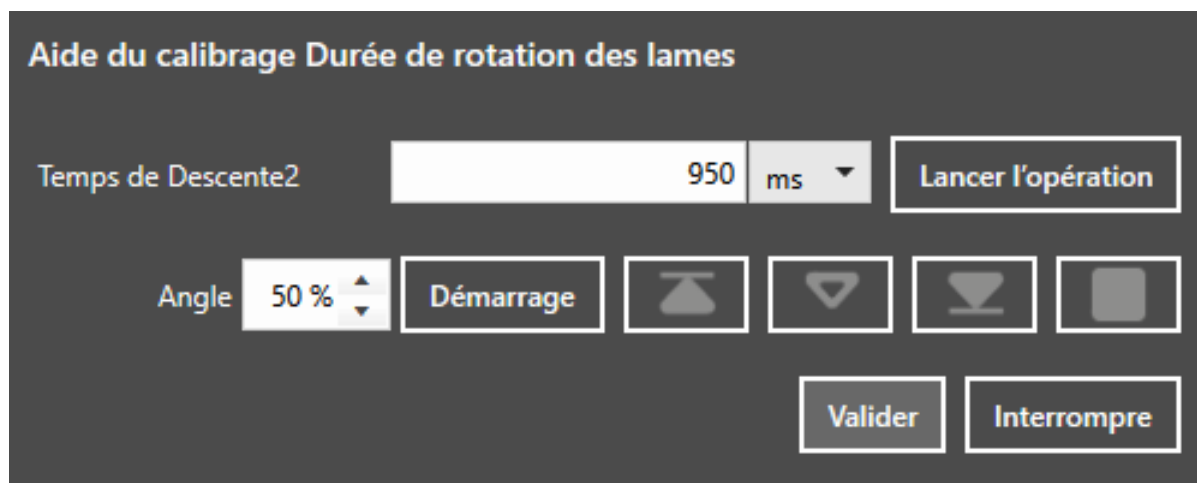 Aide du calibrage Durée de rotation des lames
Temps de Descente2 950 ms Lancer l'opération
Angle 50 % Démarrage
Valider Interrompre